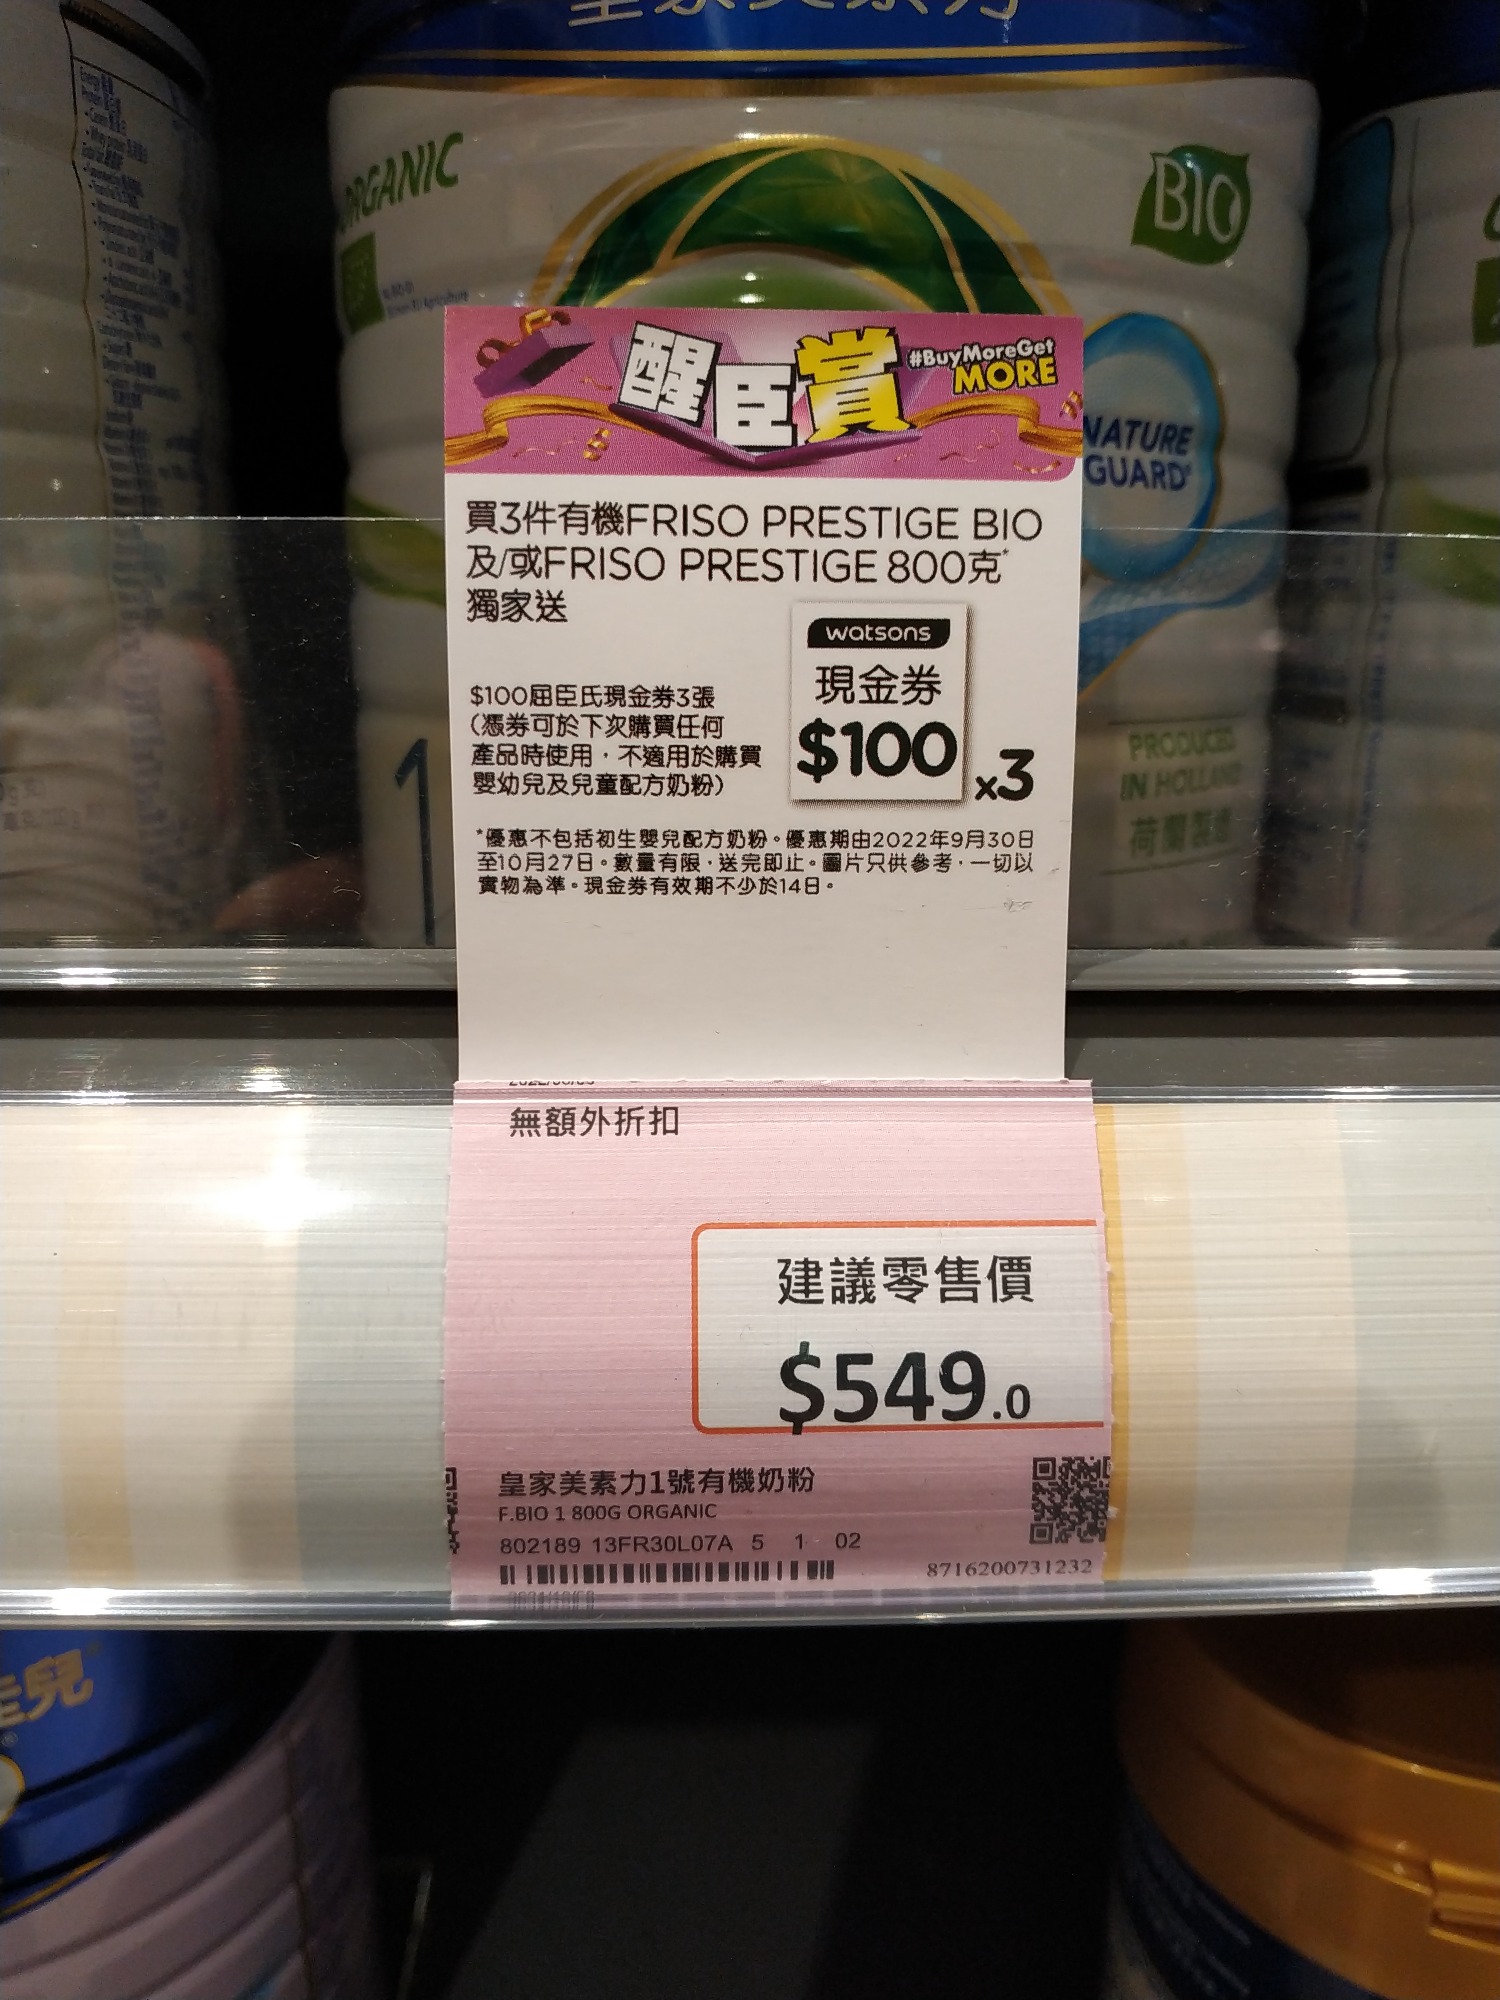 ORGANIC
BIO
醒臣賞
#BuyMoreGet
MORE
NATURE
GUARD
買3件有機FRISO PRESTIGE BIO
及/或FRISO PRESTIGE 800克*
獨家送
watsons
現金券
$100 x3
$100屈臣氏現金券3張
(憑券可於下次購買任何
產品時使用，不適用於購買
嬰幼兒及兒童配方奶粉)
1
PRODUCED
IN HOLLAND
荷蘭製造
*優惠不包括初生嬰兒配方奶粉。優惠期由2022年9月30日
至10月27日。數量有限，送完即止。圖片只供參考，一切以
實物為準。現金券有效期不少於14日。
無額外折扣
建議零售價
$549.0
皇家美素力1號有機奶粉
F.BIO 1 800G ORGANIC
802189 13FR30L07A 5 1 02
8716200731232
兒